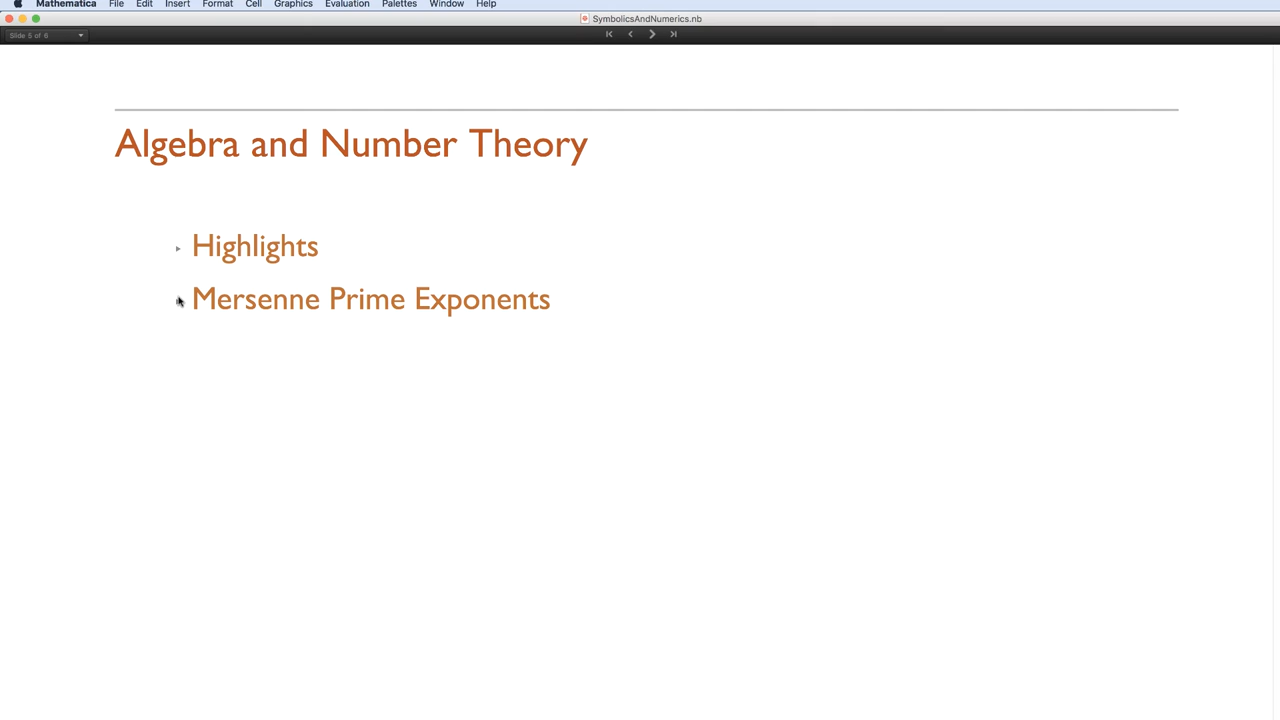 Mathematica File Edit Insert Format Cell Graphics Evaluation Palettes Window Help
SymbolicsAndNumerics.nb
Slide 5 of 6
Algebra and Number Theory
Highlights
Mersenne Prime Exponents